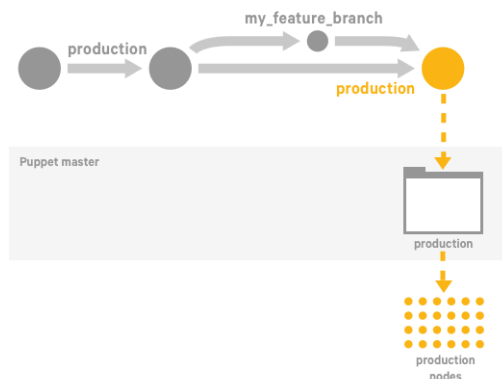 my_feature_branch
production
production
Puppet master
production
production
nodes